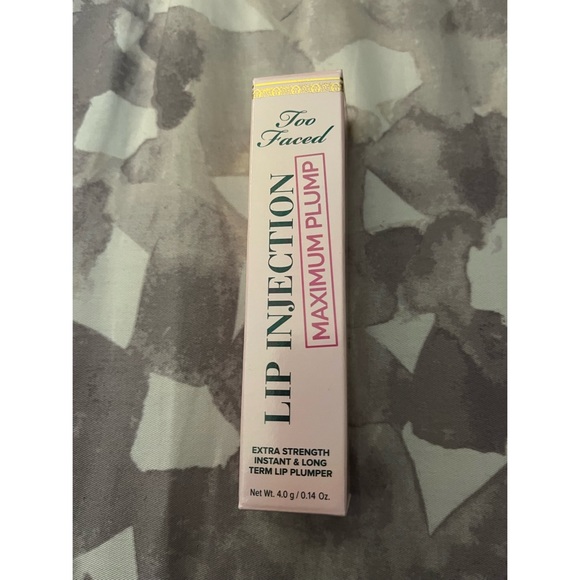 Too
Faced
LIP INJECTION
MAXIMUM PLUMP
EXTRA STRENGTH
INSTANT & LONG
TERM LIP PLUMPER
Net Wt. 4.0 g / 0.14 Oz.